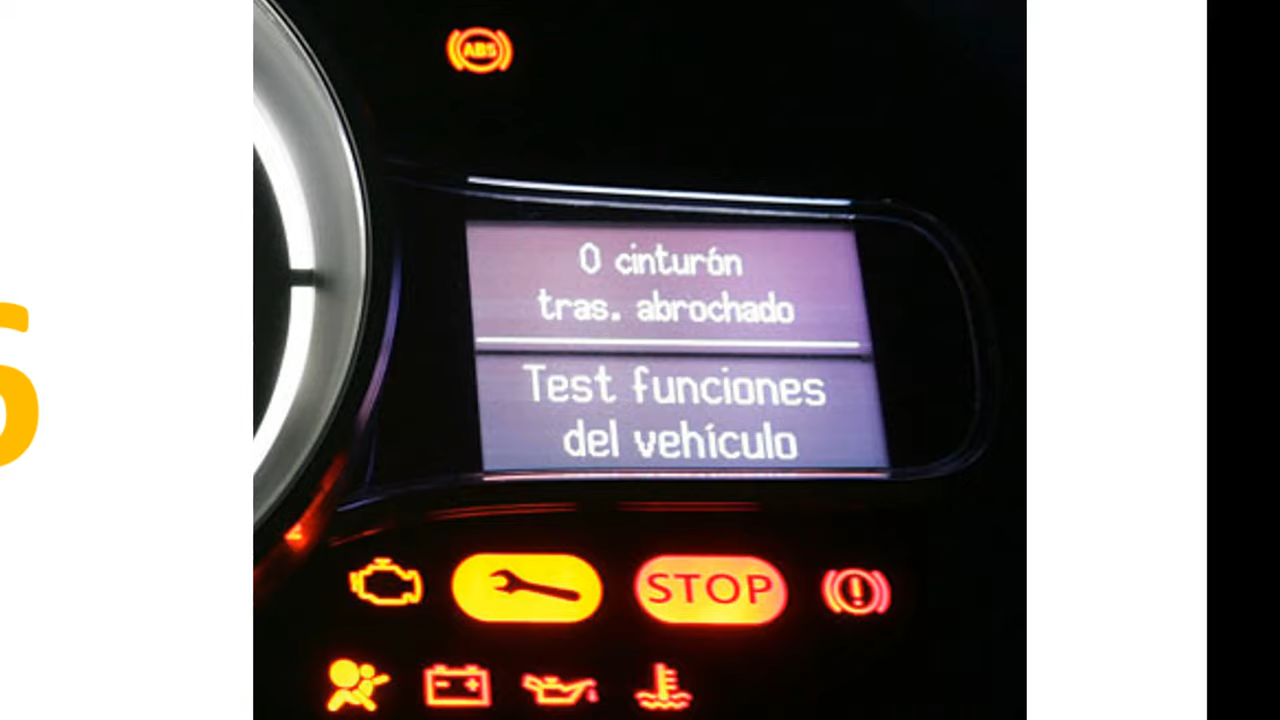 ABS
0 cinturón
tras. abrochado
Test funciones
del vehículo
STOP